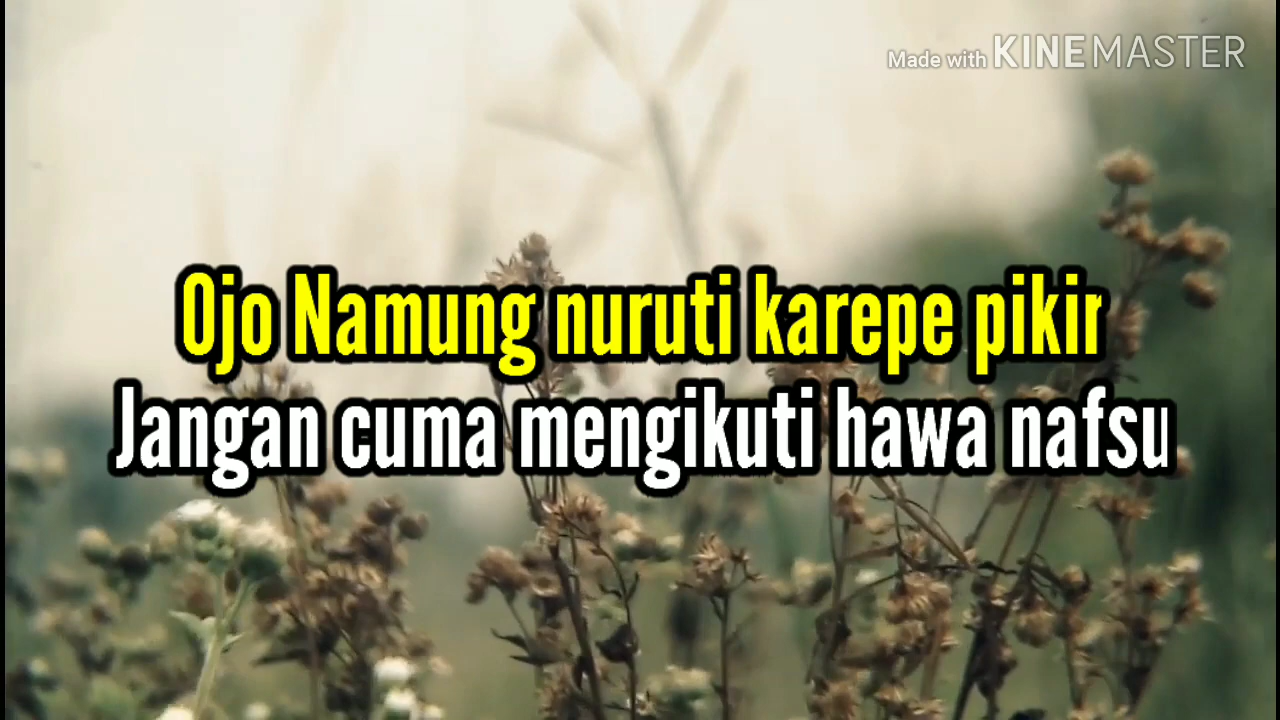 Made with KINEMASTER
Ojo Namung nuruti karepe pikir
Jangan cuma mengikuti hawa nafsu